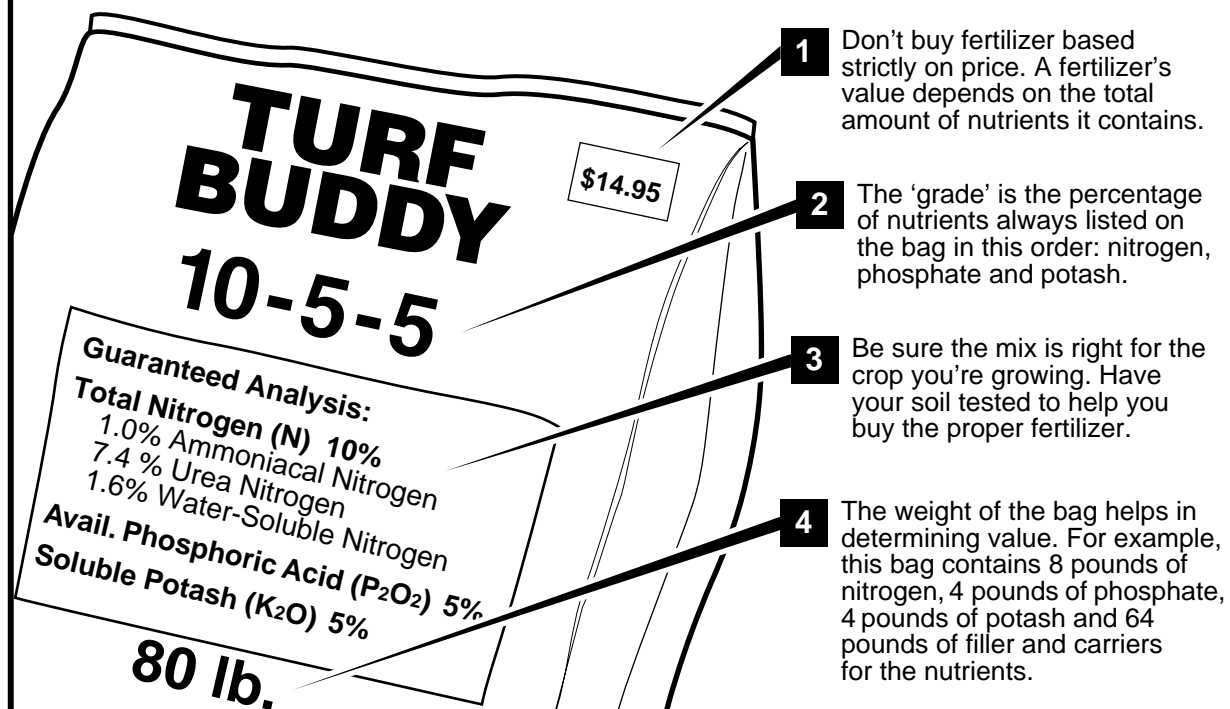 TURF
BUDDY
10-5-5
$14.95
Guaranteed Analysis:
Total Nitrogen (N) 10%
1.0% Ammoniacal Nitrogen
7.4 % Urea Nitrogen
1.6% Water-Soluble Nitrogen
Avail. Phosphoric Acid (P2O2) 5%
Soluble Potash (K2O) 5%
80 lb.
1
Don't buy fertilizer based
strictly on price. A fertilizer's
value depends on the total
amount of nutrients it contains.
2
The ‘grade’ is the percentage
of nutrients always listed on
the bag in this order: nitrogen,
phosphate and potash.
3
Be sure the mix is right for the
crop you're growing. Have
your soil tested to help you
buy the proper fertilizer.
4
The weight of the bag helps in
determining value. For example,
this bag contains 8 pounds of
nitrogen, 4 pounds of phosphate,
4 pounds of potash and 64
pounds of filler and carriers
for the nutrients.